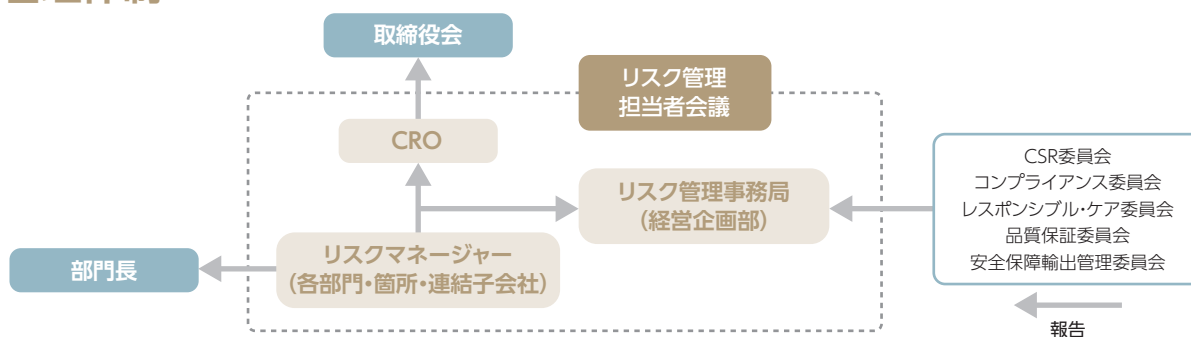 取締役会
リスク管理
担当者会議
CRO
リスク管理事務局
(経営企画部)
リスクマネージャー
(各部門・箇所・連結子会社)
部門長
CSR委員会
コンプライアンス委員会
レスポンシブル・ケア委員会
品質保証委員会
安全保障輸出管理委員会
報告